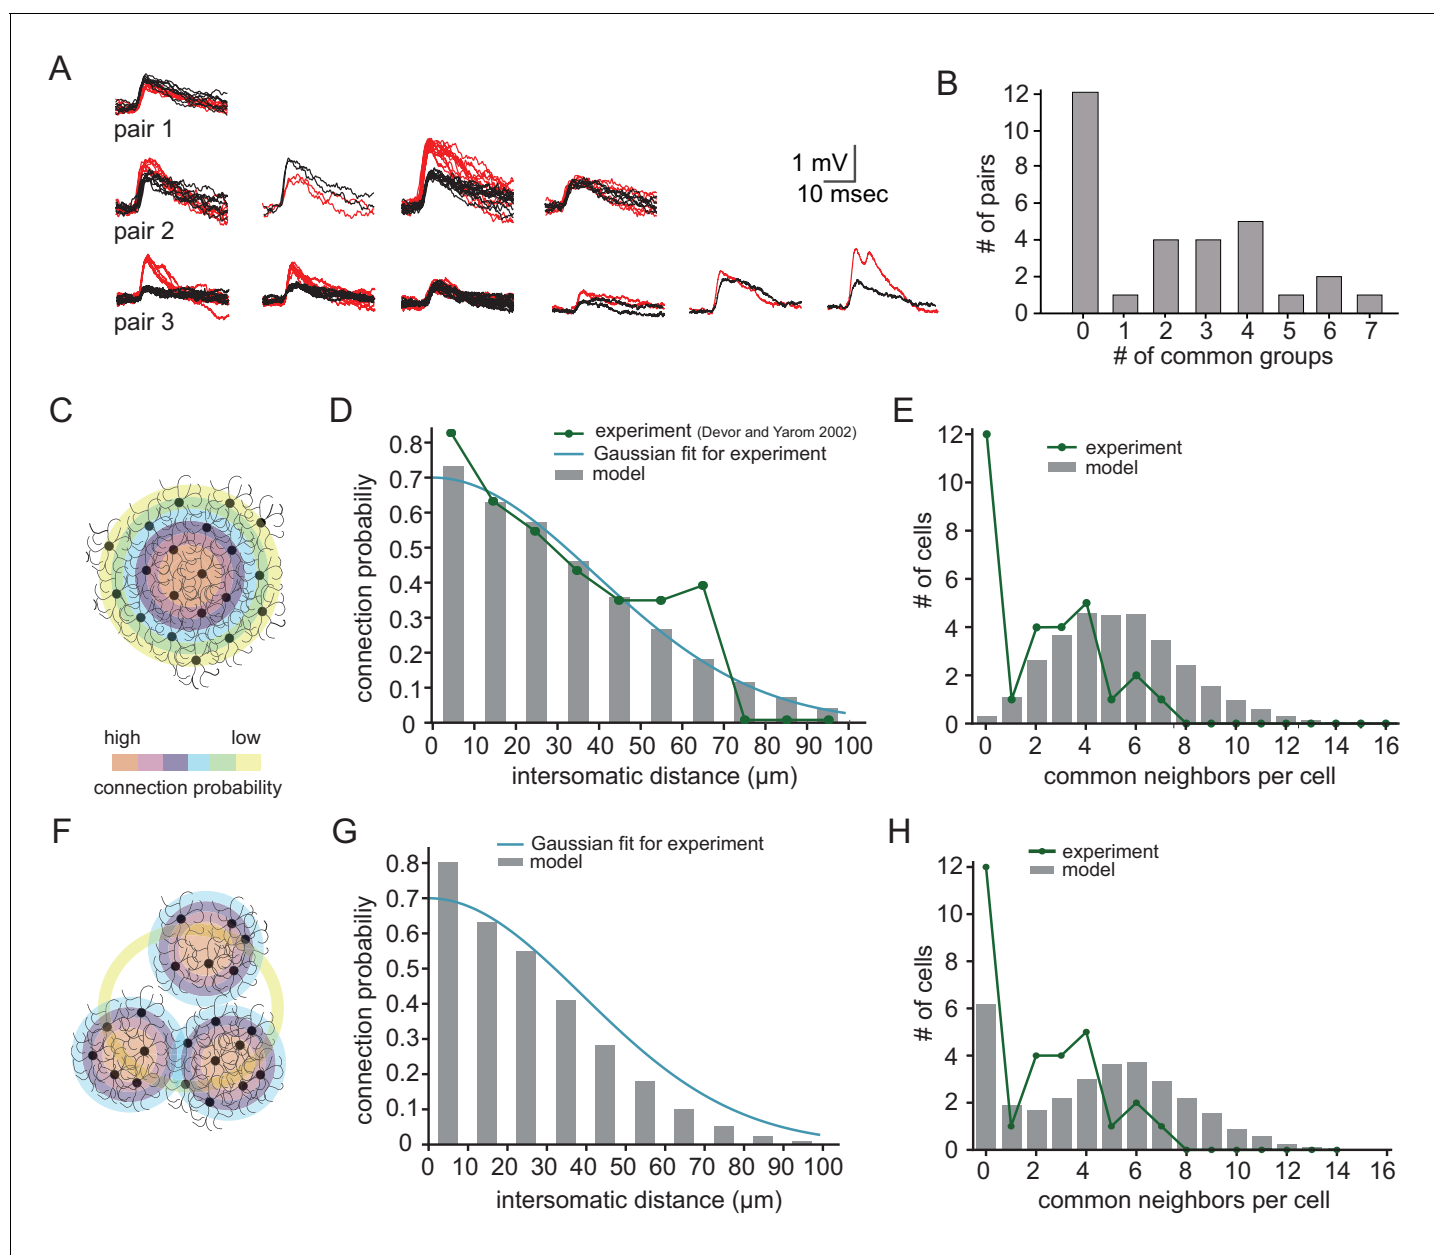 A
pair 1
pair 2
pair 3
1 mV
10 msec
B
# of pairs
12
10
8
6
4
2
0
0 1 2 3 4 5 6 7
# of common groups
C
high low
connection probability
D
experiment (Devor and Yarom 2002)
Gaussian fit for experiment
model
connection probabiliy
0.8
0.7
0.6
0.5
0.4
0.3
0.2
0.1
0
0 10 20 30 40 50 60 70 80 90 100
intersomatic distance (µm)
E
experiment
model
# of cells
12
10
8
6
4
2
0
0 2 4 6 8 10 12 14 16
common neighbors per cell
F
G
Gaussian fit for experiment
model
connection probabiliy
0.8
0.7
0.6
0.5
0.4
0.3
0.2
0.1
0
0 10 20 30 40 50 60 70 80 90 100
intersomatic distance (µm)
H
experiment
model
# of cells
12
10
8
6
4
2
0
0 2 4 6 8 10 12 14 16
common neighbors per cell